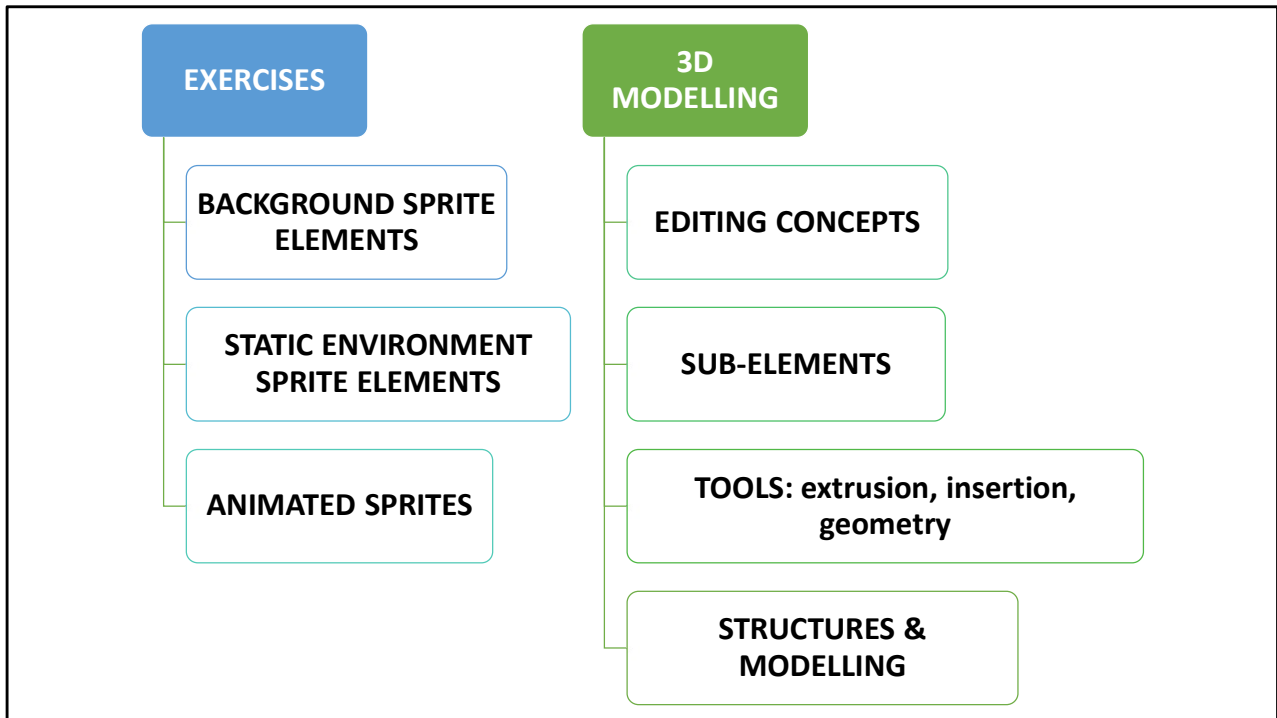 EXERCISES
BACKGROUND SPRITE
ELEMENTS
STATIC ENVIRONMENT
SPRITE ELEMENTS
ANIMATED SPRITES
3D
MODELLING
EDITING CONCEPTS
SUB-ELEMENTS
TOOLS: extrusion, insertion,
geometry
STRUCTURES &
MODELLING